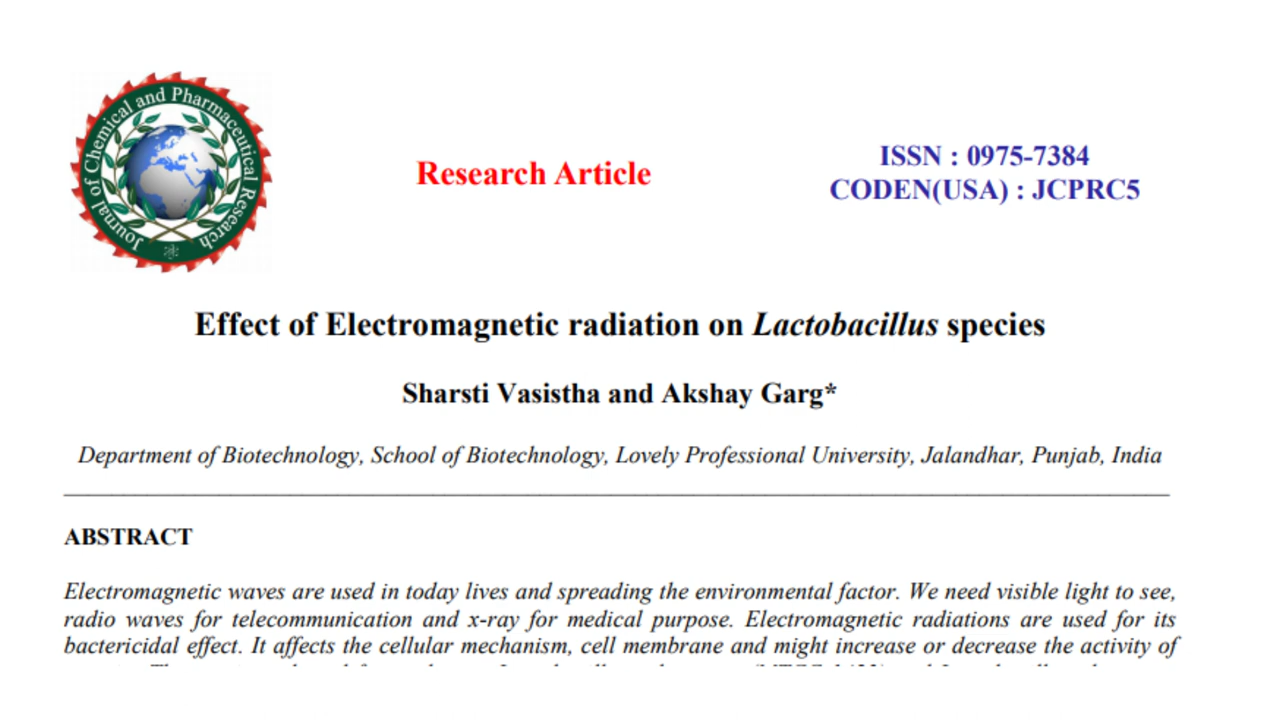 Journal of Chemical and Pharmaceutical Research
Research Article
ISSN : 0975-7384
CODEN(USA) : JCPRC5
Effect of Electromagnetic radiation on Lactobacillus species
Sharsti Vasistha and Akshay Garg*
Department of Biotechnology, School of Biotechnology, Lovely Professional University, Jalandhar, Punjab, India
ABSTRACT
Electromagnetic waves are used in today lives and spreading the environmental factor. We need visible light to see,
radio waves for telecommunication and x-ray for medical purpose. Electromagnetic radiations are used for its
bactericidal effect. It affects the cellular mechanism, cell membrane and might increase or decrease the activity of